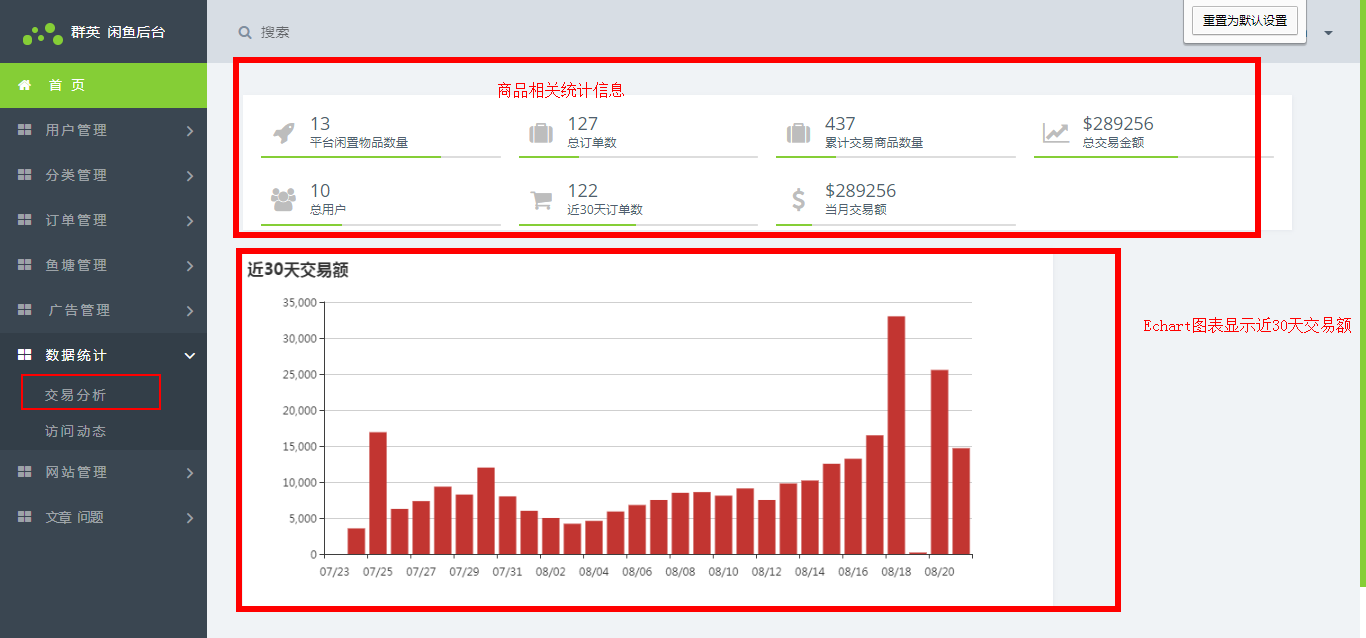 群英 闲鱼后台
搜索
重置为默认设置
首 页
用户管理
分类管理
订单管理
鱼塘管理
广告管理
数据统计
交易分析
访问动态
网站管理
文章 问题
商品相关统计信息
13
平台闲置物品数量
127
总订单数
437
累计交易商品数量
$289256
总交易金额
10
总用户
122
近30天订单数
$289256
当月交易额
近30天交易额
35,000
30,000
25,000
20,000
15,000
10,000
5,000
0
07/23 07/25 07/27 07/29 07/31 08/02 08/04 08/06 08/08 08/10 08/12 08/14 08/16 08/18 08/20
Echart图表显示近30天交易额